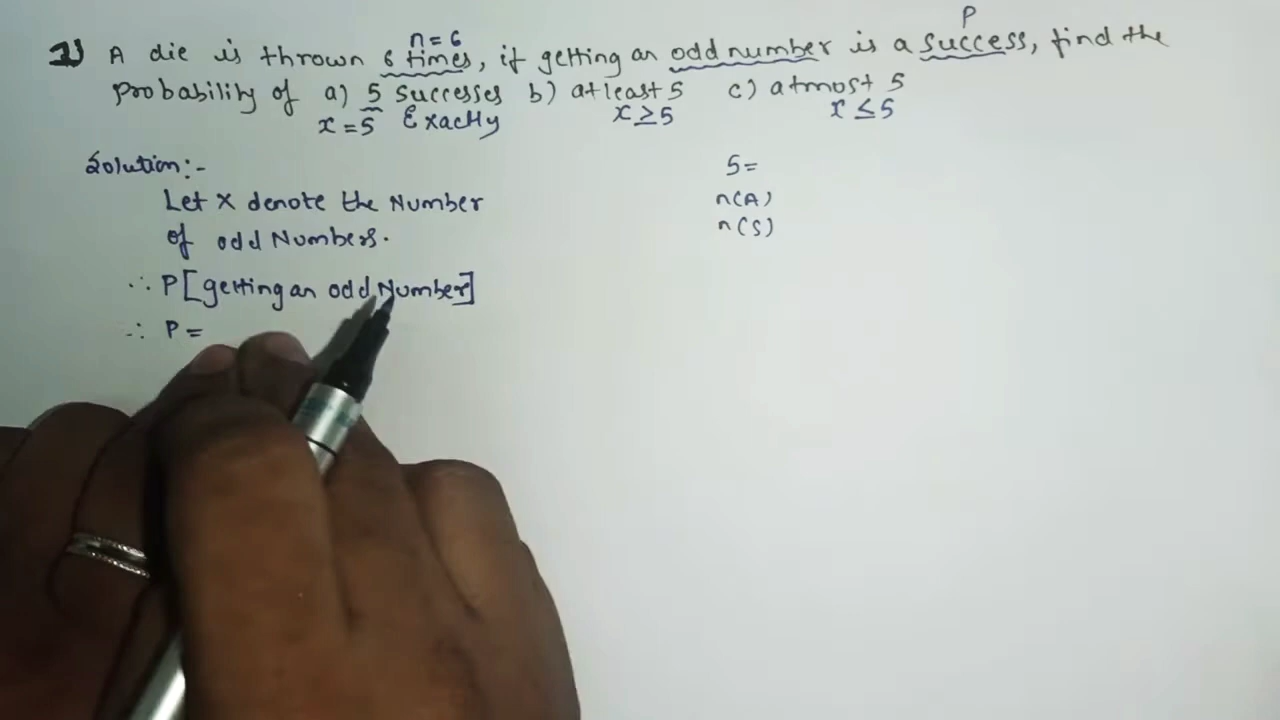 1) A die is thrown 6 times, if getting an odd number is a success, find the
n=6
P
probability of a) 5 successes b) atleast 5 c) atmost 5
x=5 Exactly x≥5 x≤5
Solution:-
Let X denote the Number
of odd Numbers.
∴ P[getting an odd Number]
∴ P=
S=
n(A)
n(S)